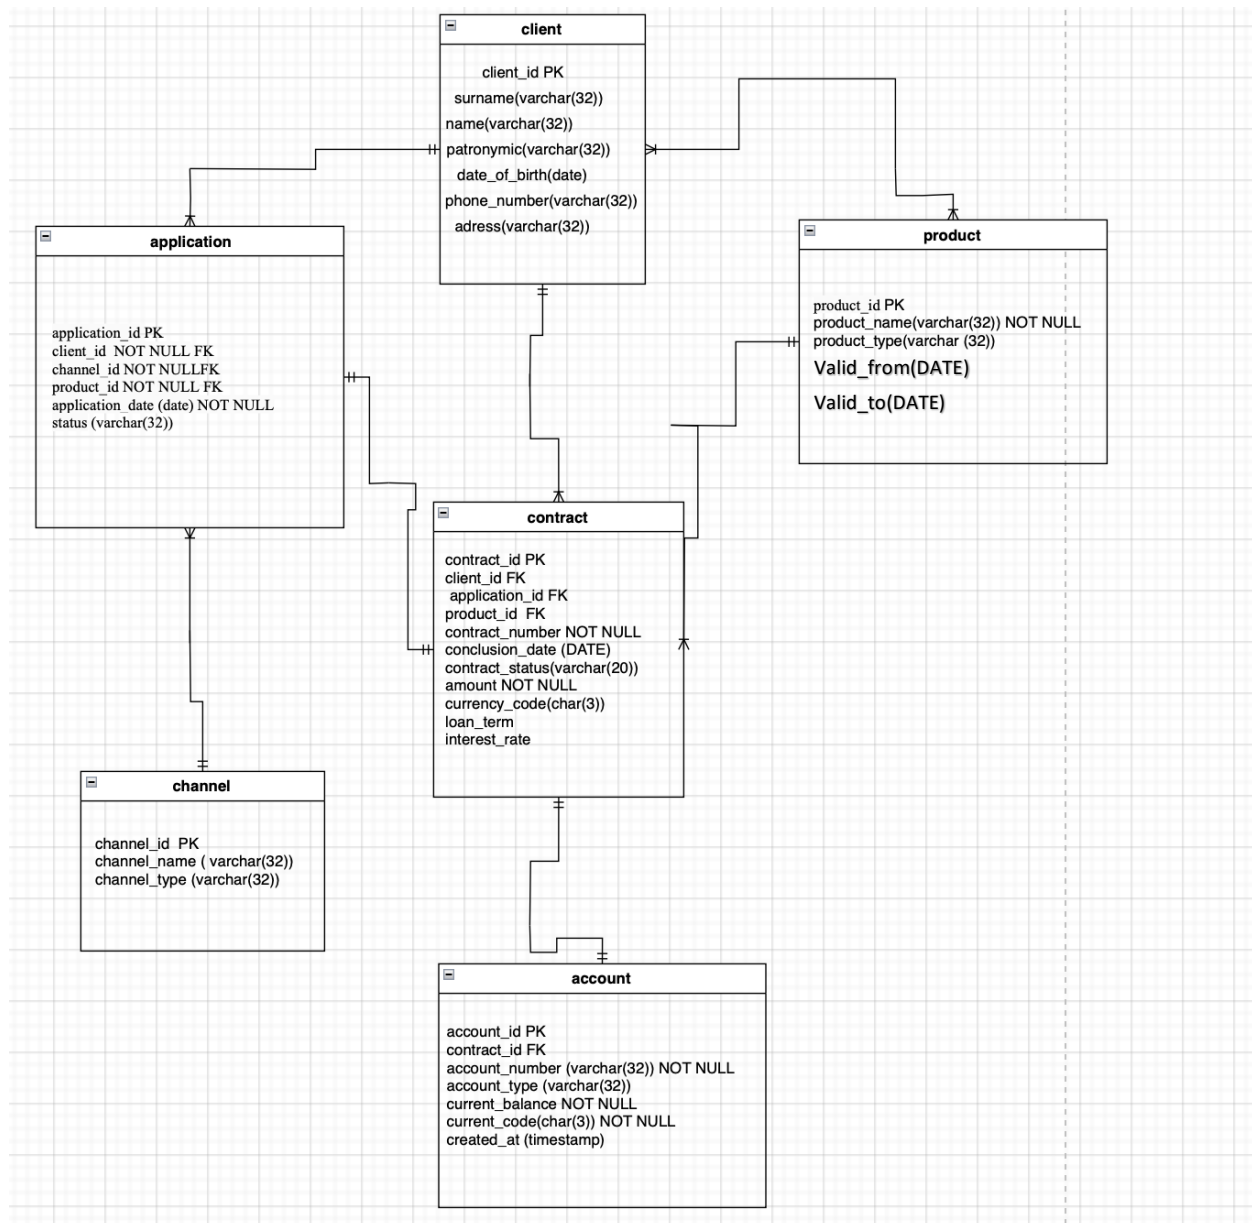 client
client_id PK
surname(varchar(32))
name(varchar(32))
patronymic(varchar(32))
date_of_birth(date)
phone_number(varchar(32))
adress(varchar(32))
application
application_id PK
client_id  NOT NULL FK
channel_id NOT NULLFK
product_id NOT NULL FK
application_date (date) NOT NULL
status (varchar(32))
product
product_id PK
product_name(varchar(32)) NOT NULL
product_type(varchar (32))
Valid_from(DATE)
Valid_to(DATE)
contract
contract_id PK
client_id FK
application_id FK
product_id  FK
contract_number NOT NULL
conclusion_date (DATE)
contract_status(varchar(20))
amount NOT NULL
currency_code(char(3))
loan_term
interest_rate
channel
channel_id  PK
channel_name ( varchar(32))
channel_type (varchar(32))
account
account_id PK
contract_id FK
account_number (varchar(32)) NOT NULL
account_type (varchar(32))
current_balance NOT NULL
current_code(char(3)) NOT NULL
created_at (timestamp)